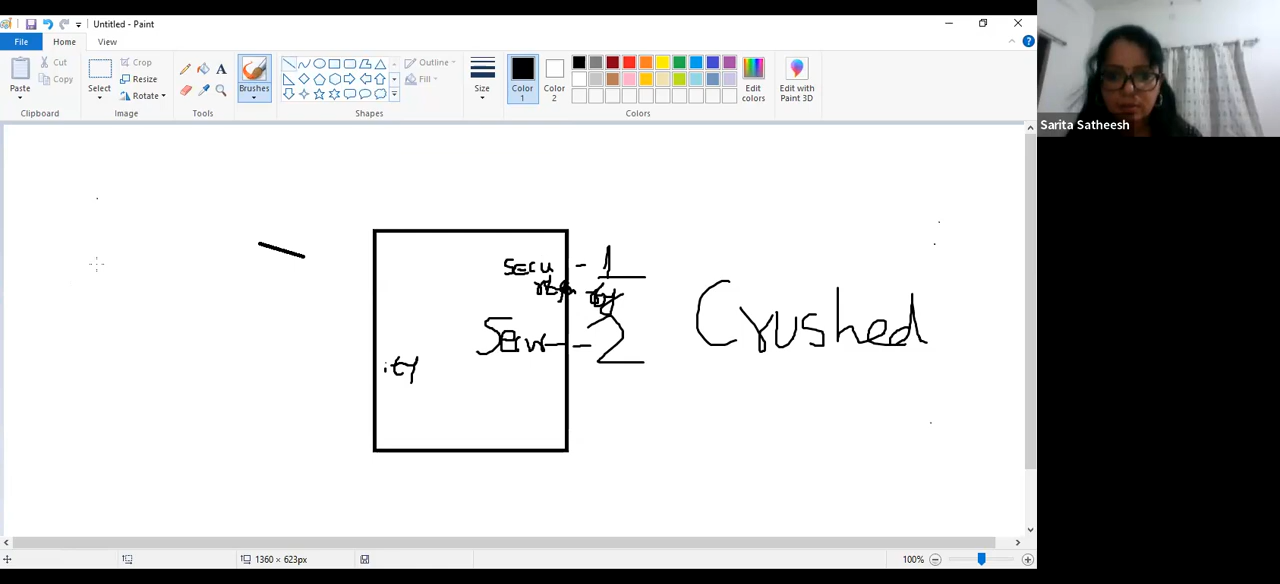 Untitled - Paint
File Home View
Paste
Cut
Copy
Clipboard
Select
Crop
Resize
Rotate
Image
A
Tools
Brushes
Outline
Fill
Shapes
Size
Color 1
Color 2
Edit colors
Edit with Paint 3D
Colors
Sarita Satheesh
Secu - 1
Secu - 2
ity
Crushed
1360 × 623px
100%